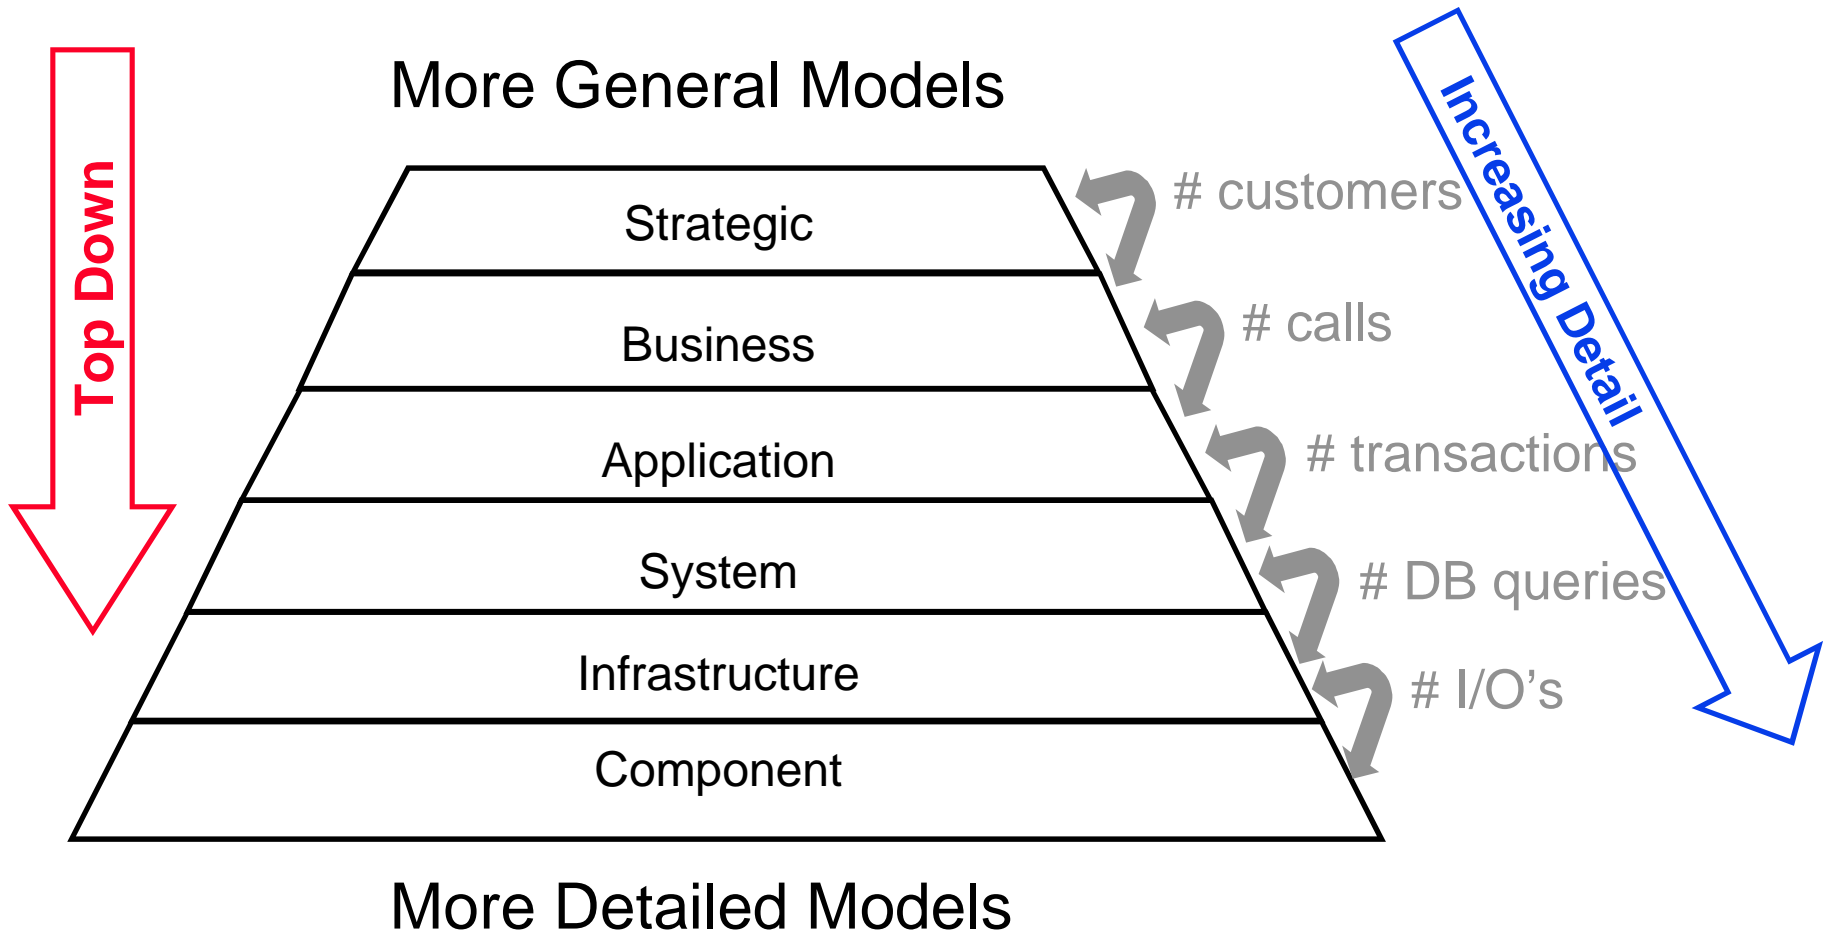 More General Models
Top Down
Increasing Detail
Strategic
# customers
Business
# calls
Application
# transactions
System
# DB queries
Infrastructure
# I/O’s
Component
More Detailed Models